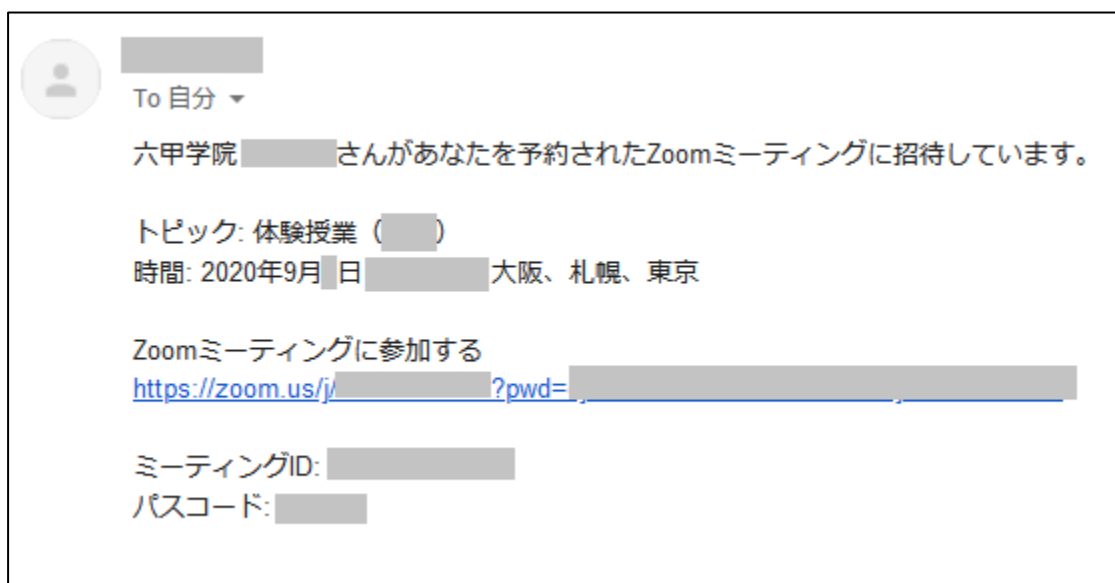 To 自分
六甲学院 さんがあなたを予約されたZoomミーティングに招待しています。
トピック: 体験授業（ ）
時間: 2020年9月 日 大阪、札幌、東京
Zoomミーティングに参加する
https://zoom.us/j/ ?pwd=
ミーティングID:
パスコード: